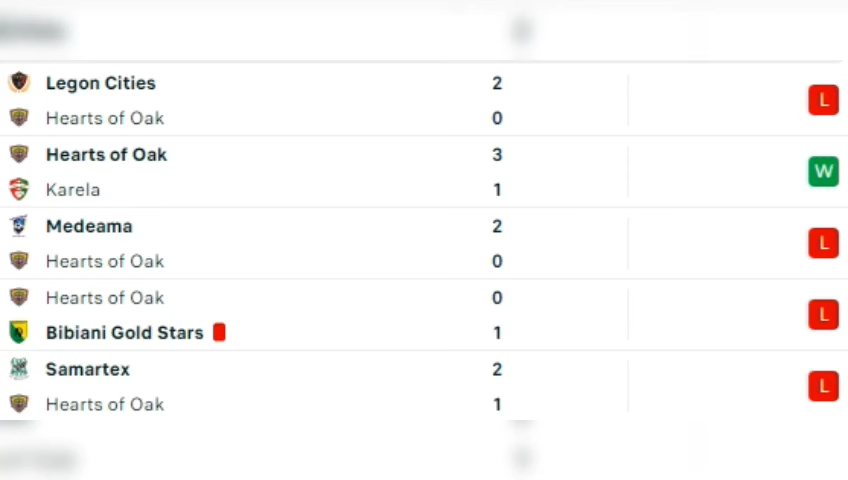 Legon Cities 2
Hearts of Oak 0
L
Hearts of Oak 3
Karela 1
W
Medeama 2
Hearts of Oak 0
L
Hearts of Oak 0
Bibiani Gold Stars 1
L
Samartex 2
Hearts of Oak 1
L